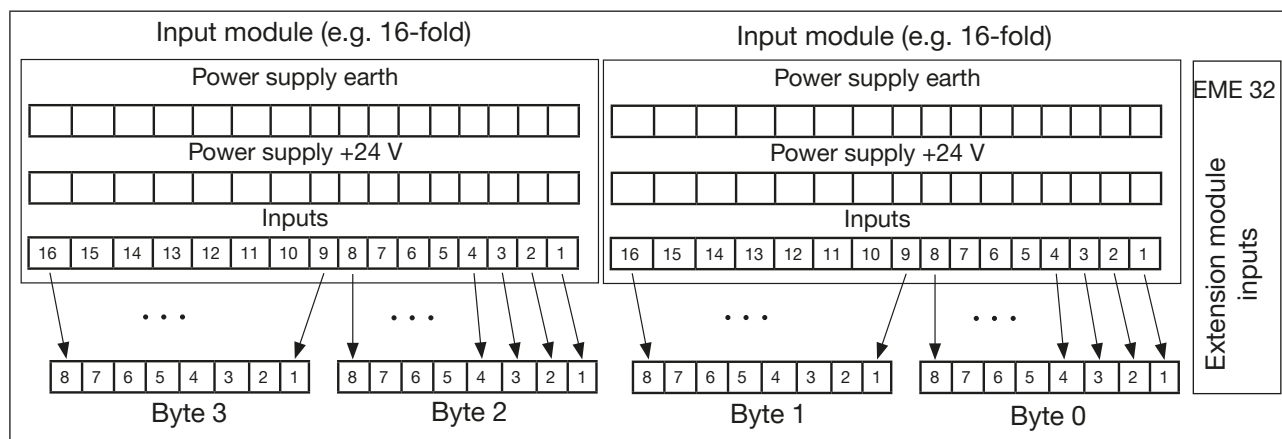 Input module (e.g. 16-fold) Input module (e.g. 16-fold)
Power supply earth Power supply earth
EME 32
Power supply +24 V Power supply +24 V
Inputs Inputs
16 15 14 13 12 11 10 9 8 7 6 5 4 3 2 1 16 15 14 13 12 11 10 9 8 7 6 5 4 3 2 1
Extension module
inputs
. . . . . . . . . . . .
8 7 6 5 4 3 2 1 8 7 6 5 4 3 2 1 8 7 6 5 4 3 2 1 8 7 6 5 4 3 2 1
Byte 3 Byte 2 Byte 1 Byte 0